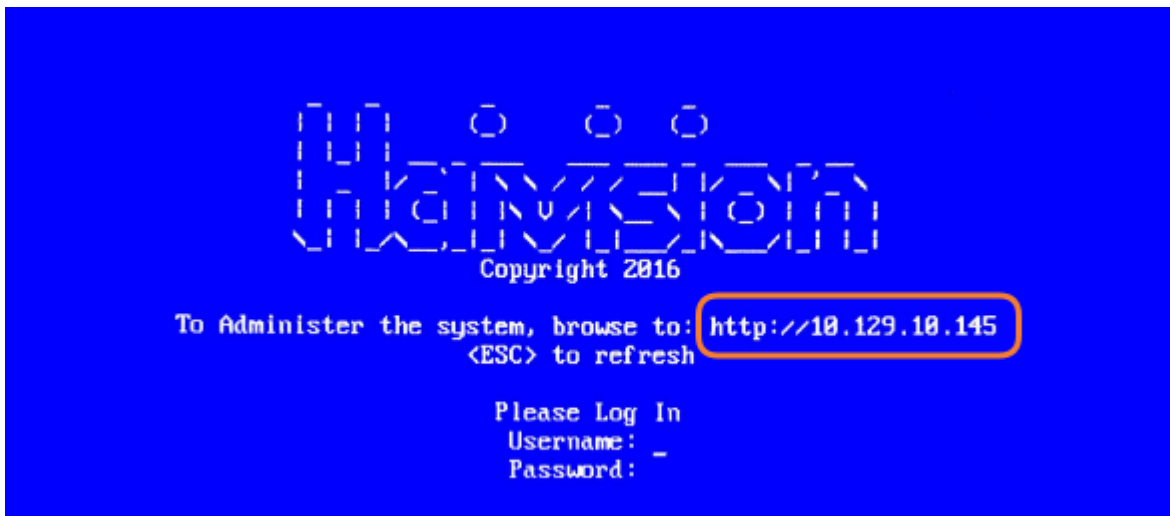 Haivision
Copyright 2016
To Administer the system, browse to: http://10.129.10.145
<ESC> to refresh
Please Log In
Username: _
Password: